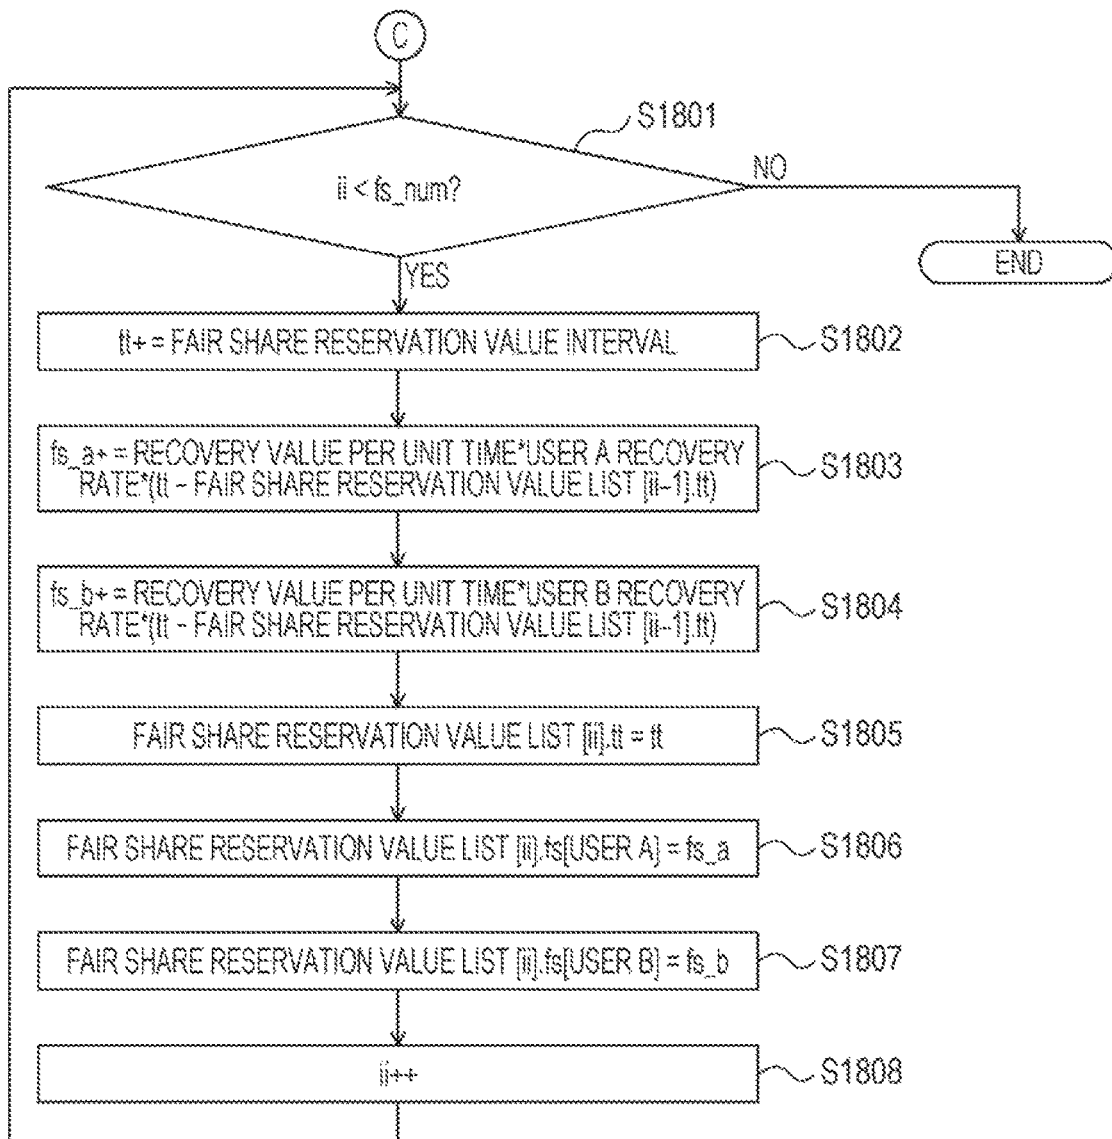 C
S1801
ii < fs_num?
NO
END
YES
tt+ = FAIR SHARE RESERVATION VALUE INTERVAL
S1802
fs_a+ = RECOVERY VALUE PER UNIT TIME*USER A RECOVERY
RATE*(tt - FAIR SHARE RESERVATION VALUE LIST [ii-1].tt)
S1803
fs_b+ = RECOVERY VALUE PER UNIT TIME*USER B RECOVERY
RATE*(tt - FAIR SHARE RESERVATION VALUE LIST [ii-1].tt)
S1804
FAIR SHARE RESERVATION VALUE LIST [ii].tt = tt
S1805
FAIR SHARE RESERVATION VALUE LIST [ii].fs[USER A] = fs_a
S1806
FAIR SHARE RESERVATION VALUE LIST [ii].fs[USER B] = fs_b
S1807
ii++
S1808